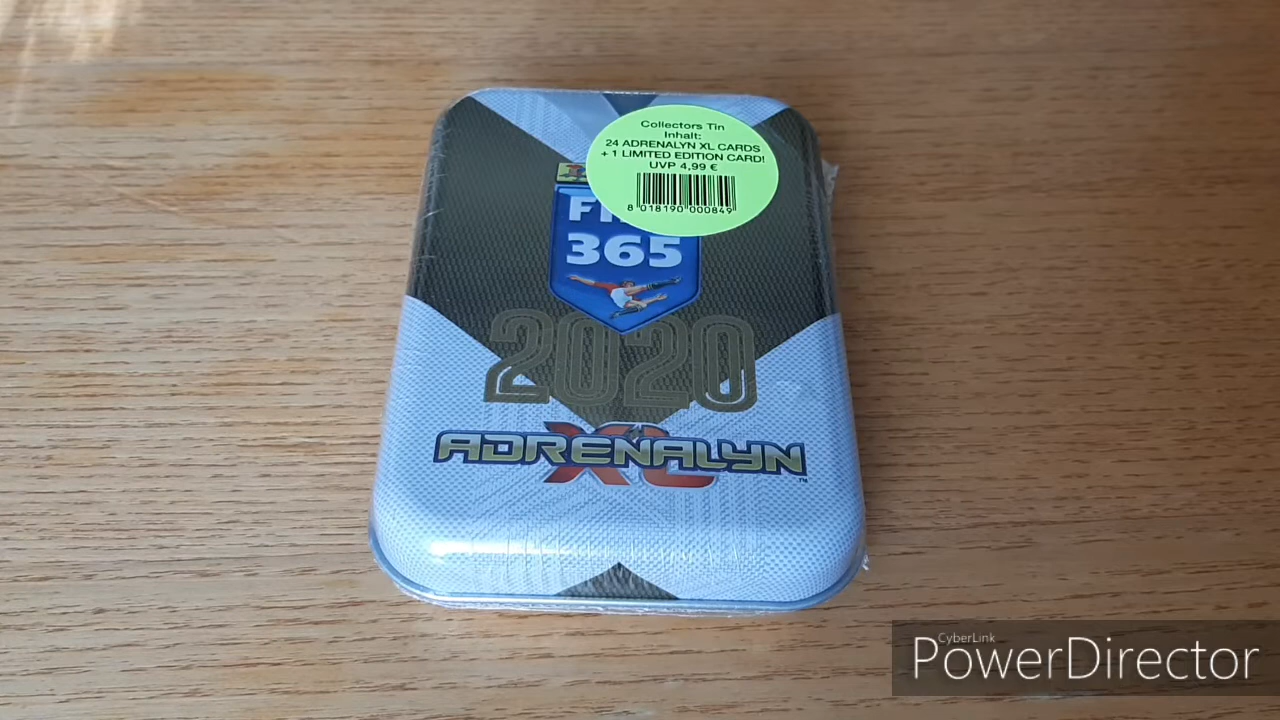 Collectors Tin
Inhalt:
24 ADRENALYN XL CARDS
+ 1 LIMITED EDITION CARD!
UVP 4,99 €
8 018190 000849
365
2020
ADRENALYN
XL
™
CyberLink
PowerDirector